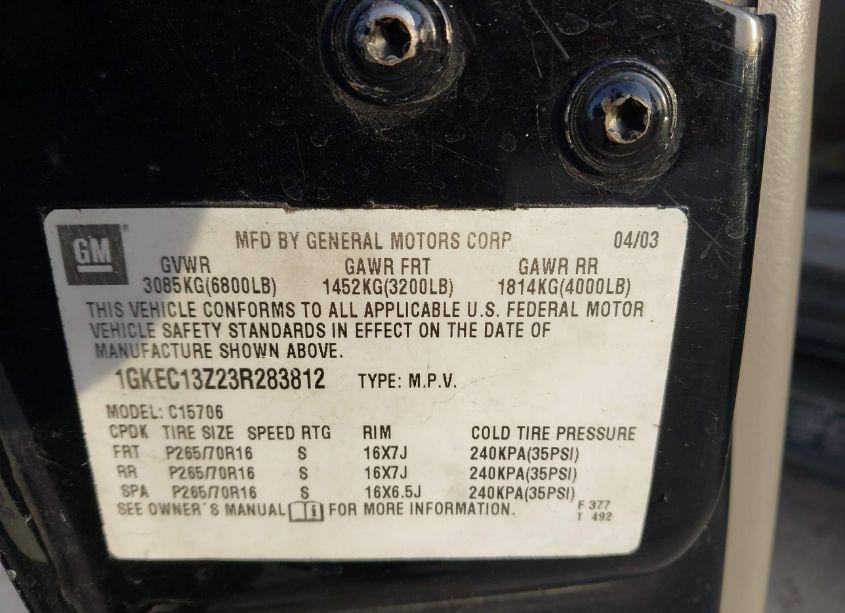 GM ® MFD BY GENERAL MOTORS CORP 04/03
GVWR GAWR FRT GAWR RR
3085KG(6800LB) 1452KG(3200LB) 1814KG(4000LB)
THIS VEHICLE CONFORMS TO ALL APPLICABLE U.S. FEDERAL MOTOR
VEHICLE SAFETY STANDARDS IN EFFECT ON THE DATE OF
MANUFACTURE SHOWN ABOVE.
1GKEC13Z23R283812 TYPE: M.P.V.
MODEL: C15706
CPDK TIRE SIZE SPEED RTG RIM COLD TIRE PRESSURE
FRT P265/70R16 S 16X7J 240KPA(35PSI)
RR P265/70R16 S 16X7J 240KPA(35PSI)
SPA P265/70R16 S 16X6.5J 240KPA(35PSI)
SEE OWNER'S MANUAL i FOR MORE INFORMATION. F 377
T 492